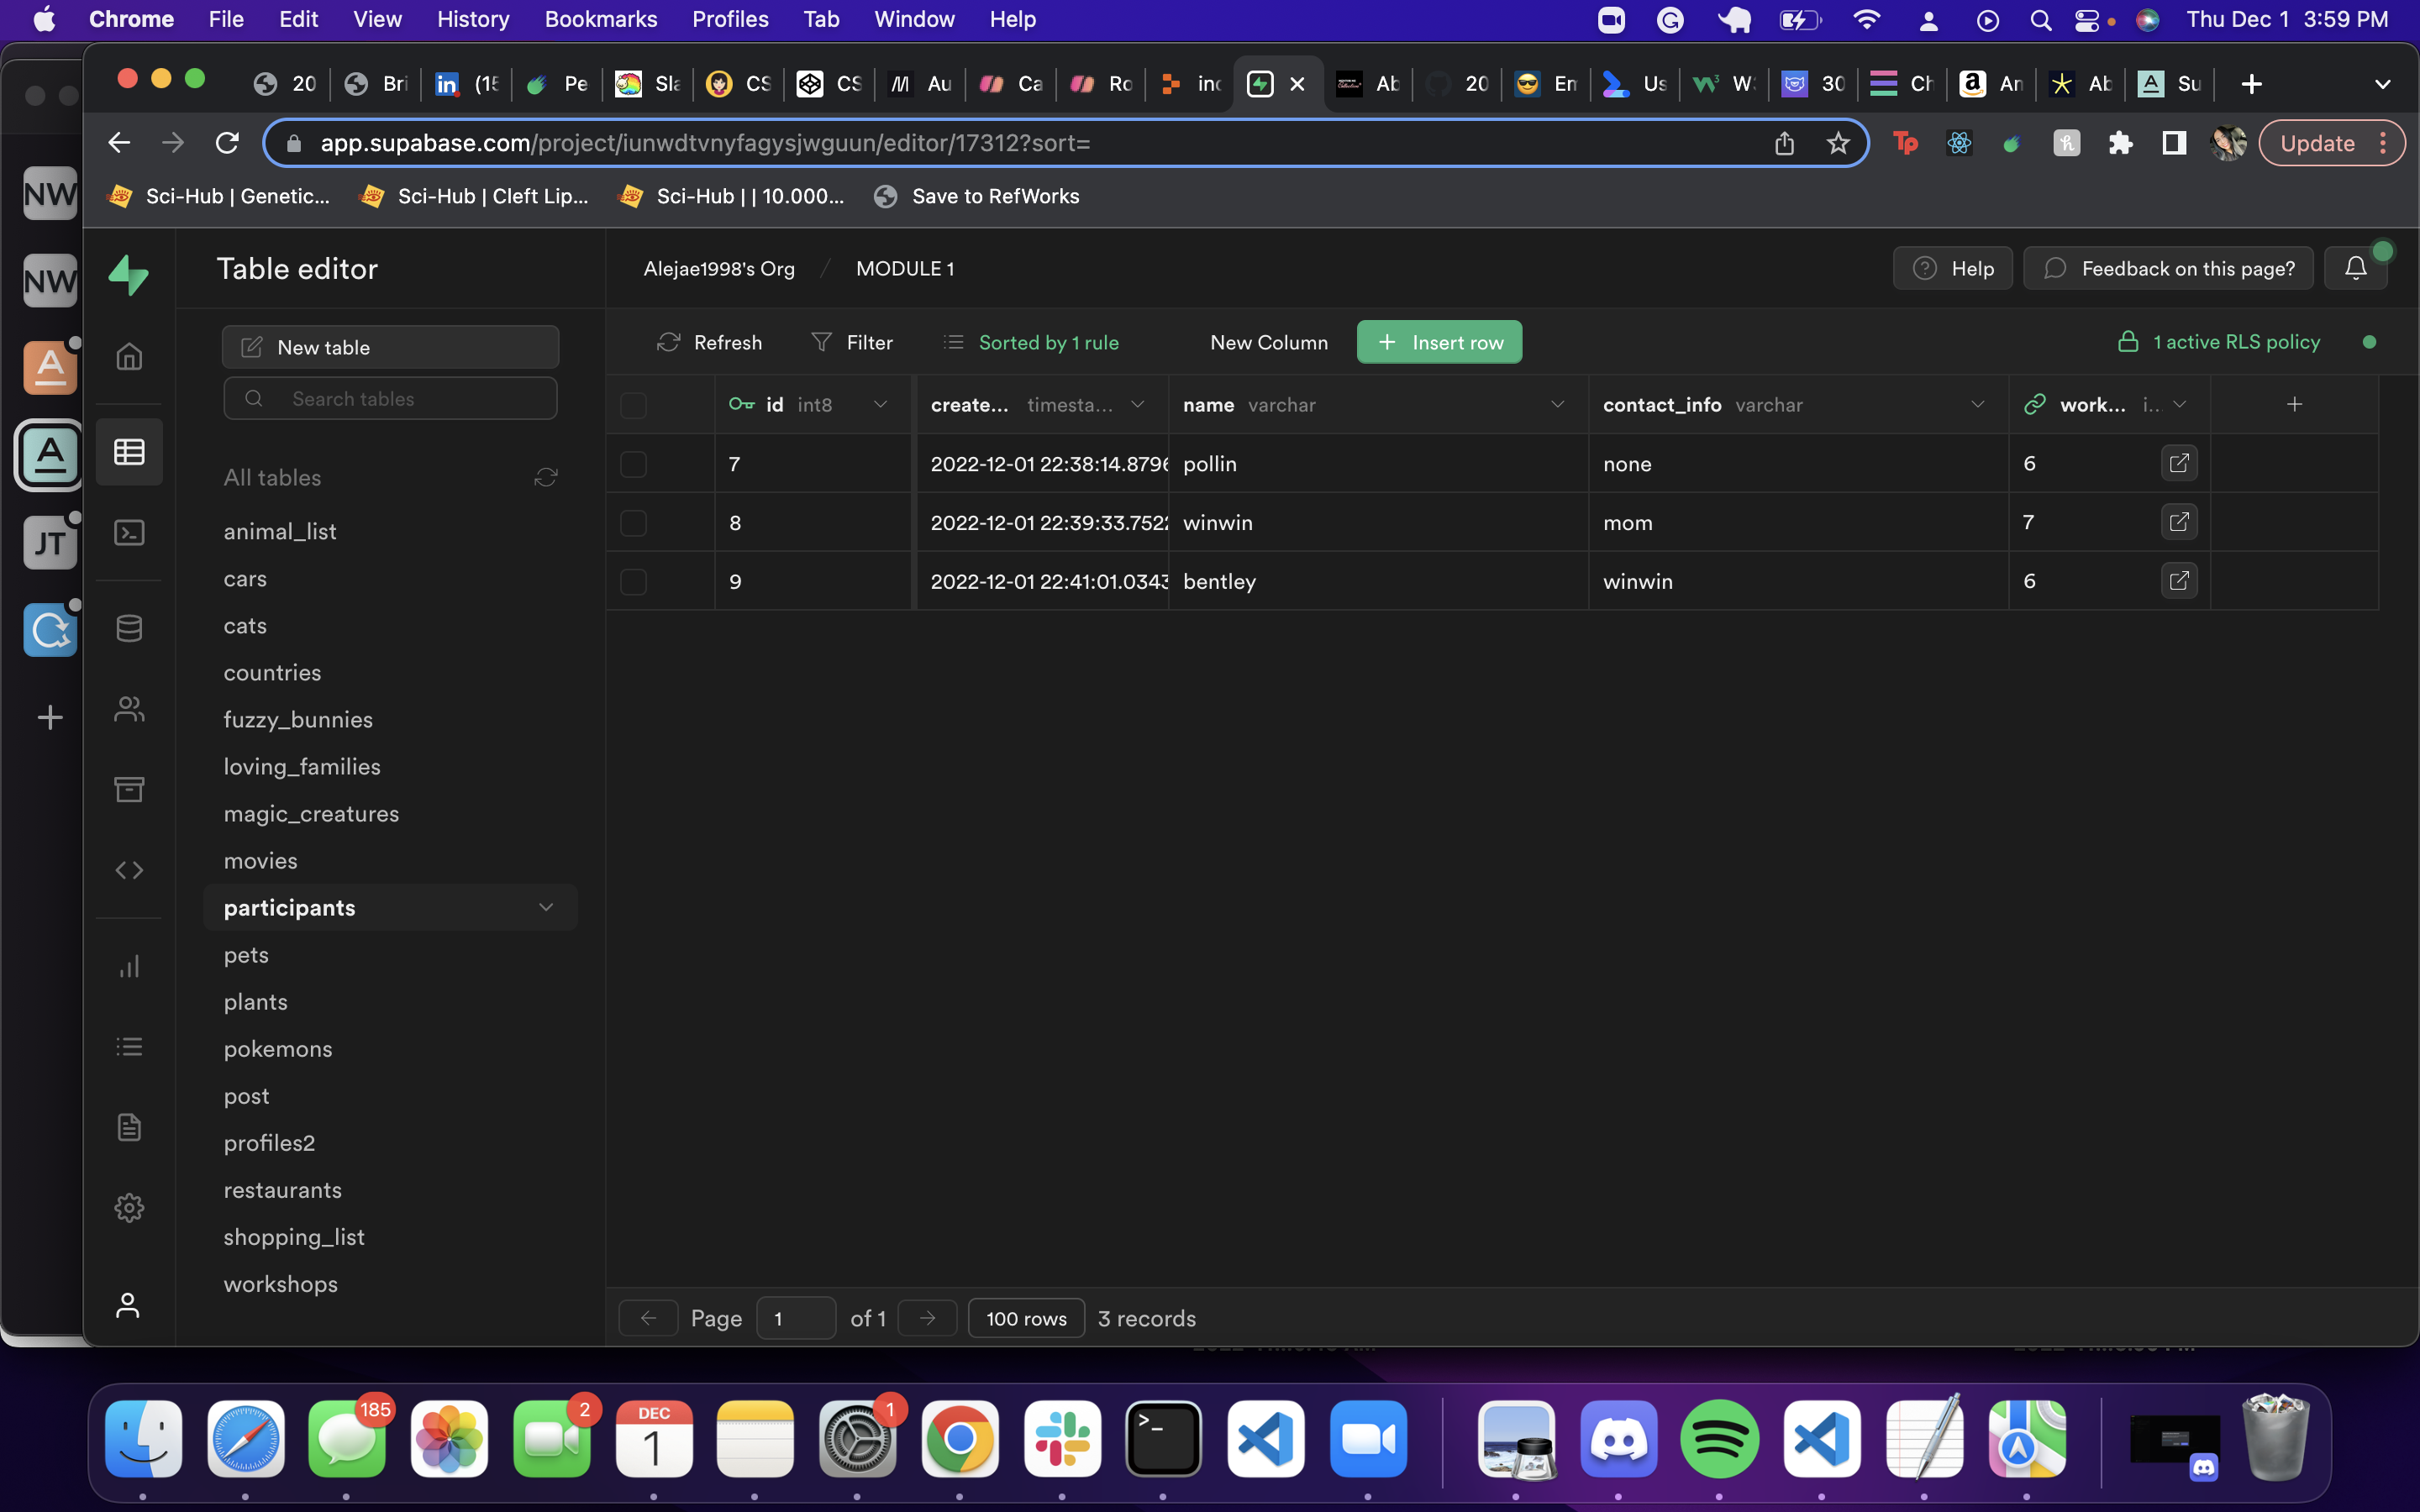 Chrome File Edit View History Bookmarks Profiles Tab Window Help Thu Dec 1 3:59 PM
20 Bri (15 Pe Sla CS CS Au Ca Ro inc Ab 20 Em Us W 30 Ch An Ab Su
app.supabase.com/project/iunwdtvnyfagysjwguun/editor/17312?sort= Tp Update
Sci-Hub | Genetic... Sci-Hub | Cleft Lip... Sci-Hub | | 10.000... Save to RefWorks
NW
NW
A
A
JT
Table editor
New table
Search tables
All tables
animal_list
cars
cats
countries
fuzzy_bunnies
loving_families
magic_creatures
movies
participants
pets
plants
pokemons
post
profiles2
restaurants
shopping_list
workshops
Alejae1998's Org / MODULE 1 Help Feedback on this page?
Refresh Filter Sorted by 1 rule New Column + Insert row 1 active RLS policy
id int8 create... timesta... name varchar contact_info varchar work... i...
7 2022-12-01 22:38:14.8796 pollin none 6
8 2022-12-01 22:39:33.752 winwin mom 7
9 2022-12-01 22:41:01.0343 bentley winwin 6
Page 1 of 1 100 rows 3 records
185 2 DEC 1 1